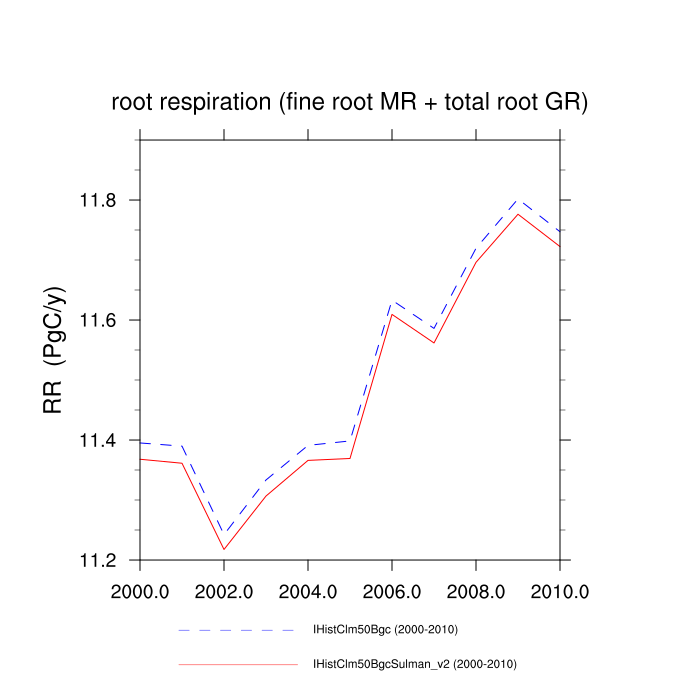 root respiration (fine root MR + total root GR)
RR (PgC/y)
11.8
11.6
11.4
11.2
2000.0 2002.0 2004.0 2006.0 2008.0 2010.0
IHistClm50Bgc (2000-2010)
IHistClm50BgcSulman_v2 (2000-2010)